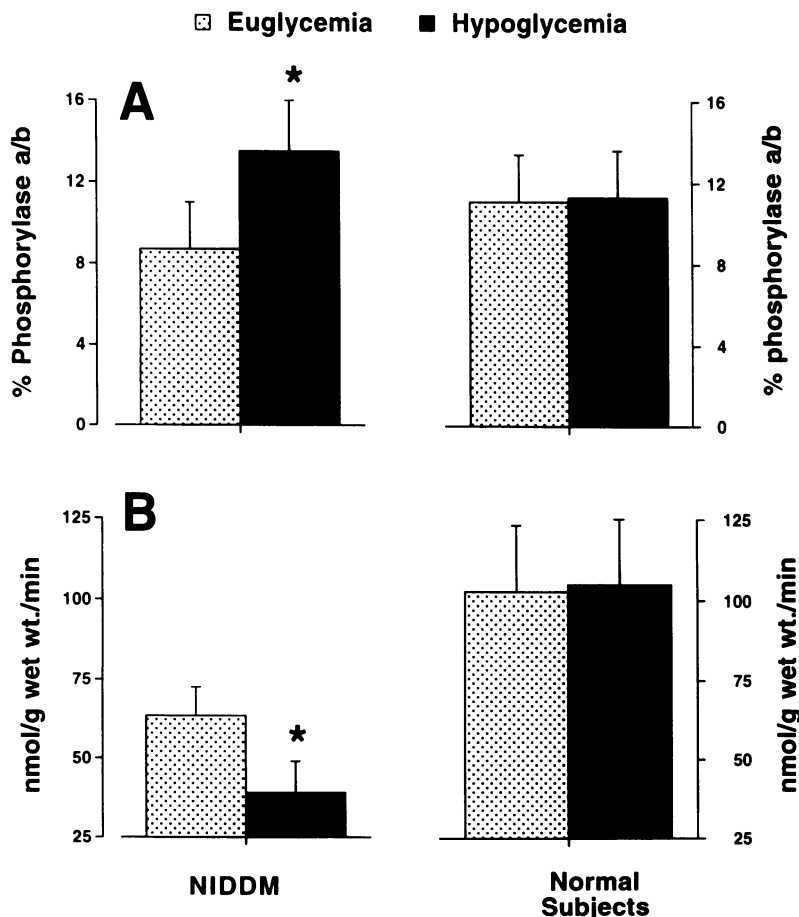 Euglycemia Hypoglycemia
A
*
% Phosphorylase a/b
16
12
8
4
0
16
12
8
4
0
% phosphorylase a/b
B
*
nmol/g wet wt./min
125
100
75
50
25
125
100
75
50
25
nmol/g wet wt./min
NIDDM
Normal
Subjects